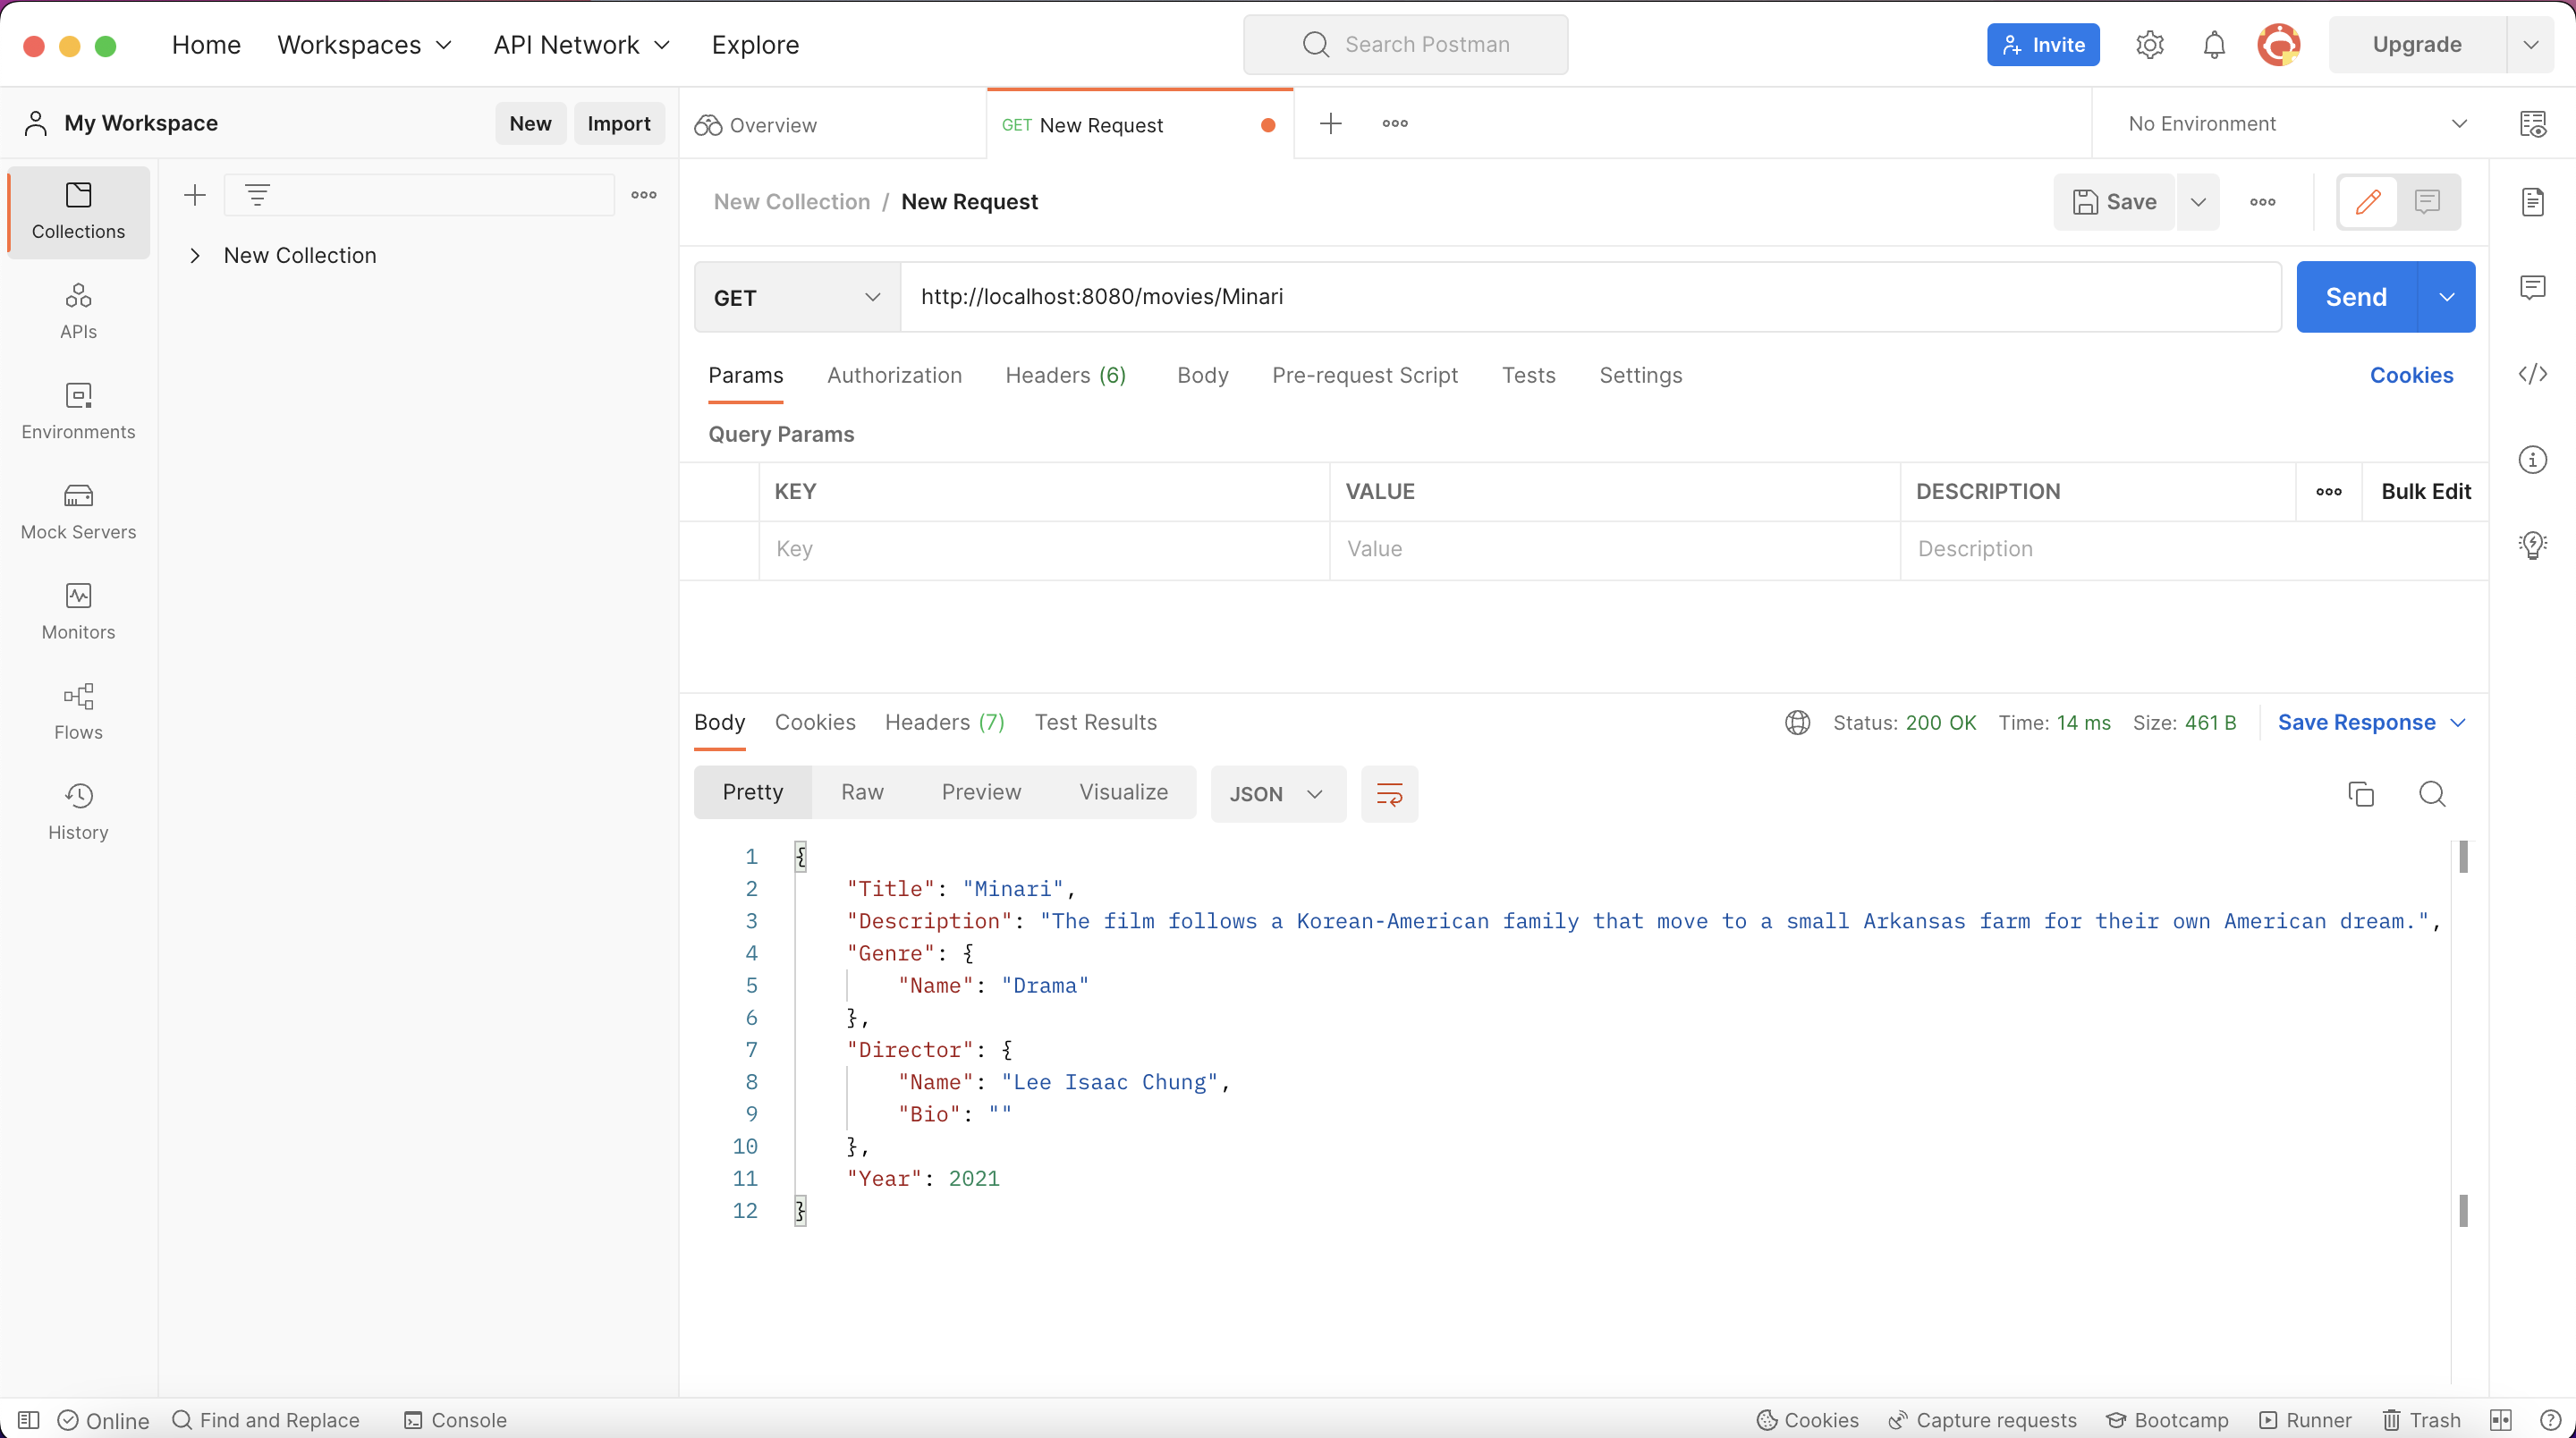 Home Workspaces API Network Explore Search Postman Invite Upgrade
My Workspace New Import Overview GET New Request No Environment
Collections
New Collection
APIs
Environments
Mock Servers
Monitors
Flows
History
New Collection / New Request Save
GET http://localhost:8080/movies/Minari Send
Params Authorization Headers (6) Body Pre-request Script Tests Settings Cookies
Query Params
KEY VALUE DESCRIPTION Bulk Edit
Key Value Description
Body Cookies Headers (7) Test Results Status: 200 OK Time: 14 ms Size: 461 B Save Response
Pretty Raw Preview Visualize JSON
1 {
2 "Title": "Minari",
3 "Description": "The film follows a Korean-American family that move to a small Arkansas farm for their own American dream.",
4 "Genre": {
5 "Name": "Drama"
6 },
7 "Director": {
8 "Name": "Lee Isaac Chung",
9 "Bio": ""
10 },
11 "Year": 2021
12 }
Online Find and Replace Console Cookies Capture requests Bootcamp Runner Trash